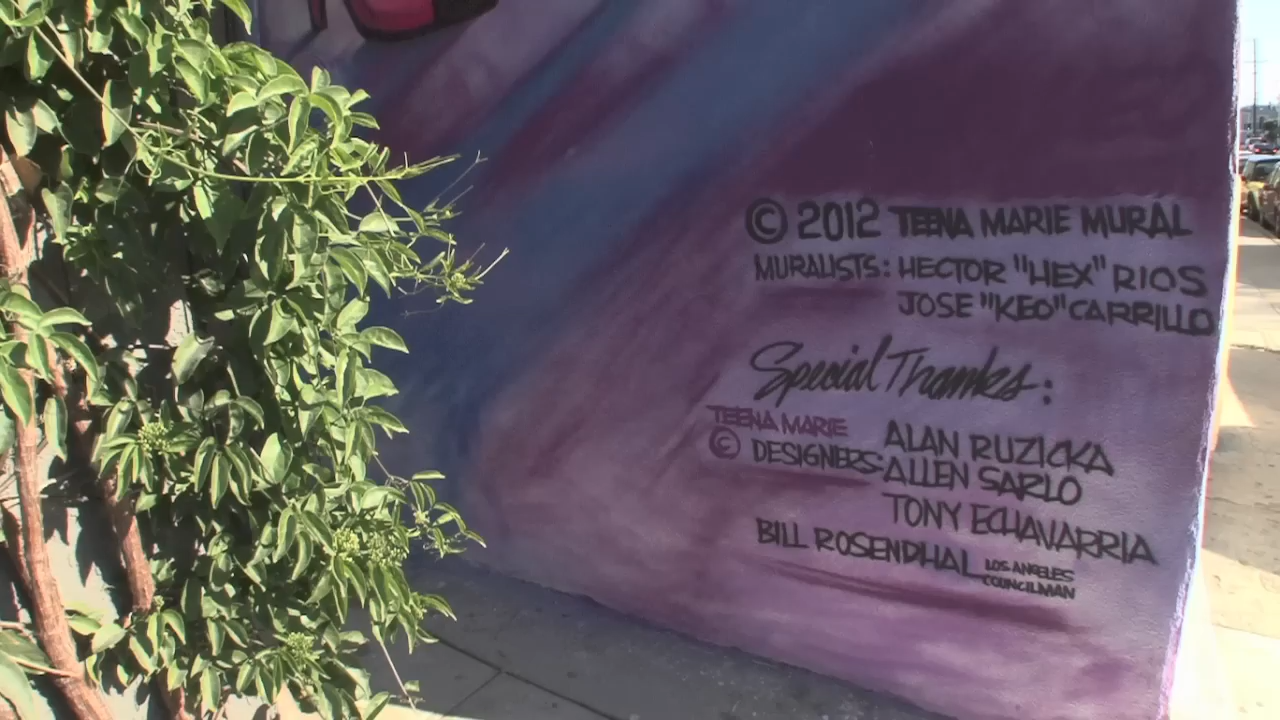 © 2012 TEENA MARIE MURAL
MURALISTS: HECTOR "HEX" RIOS
JOSE "KEO" CARRILLO
Special Thanks:
TEENA MARIE
© DESIGNERS: ALAN RUZICKA
ALLEN SARLO
TONY ECHAVARRIA
BILL ROSENDHAL LOS ANGELES
COUNCILMAN